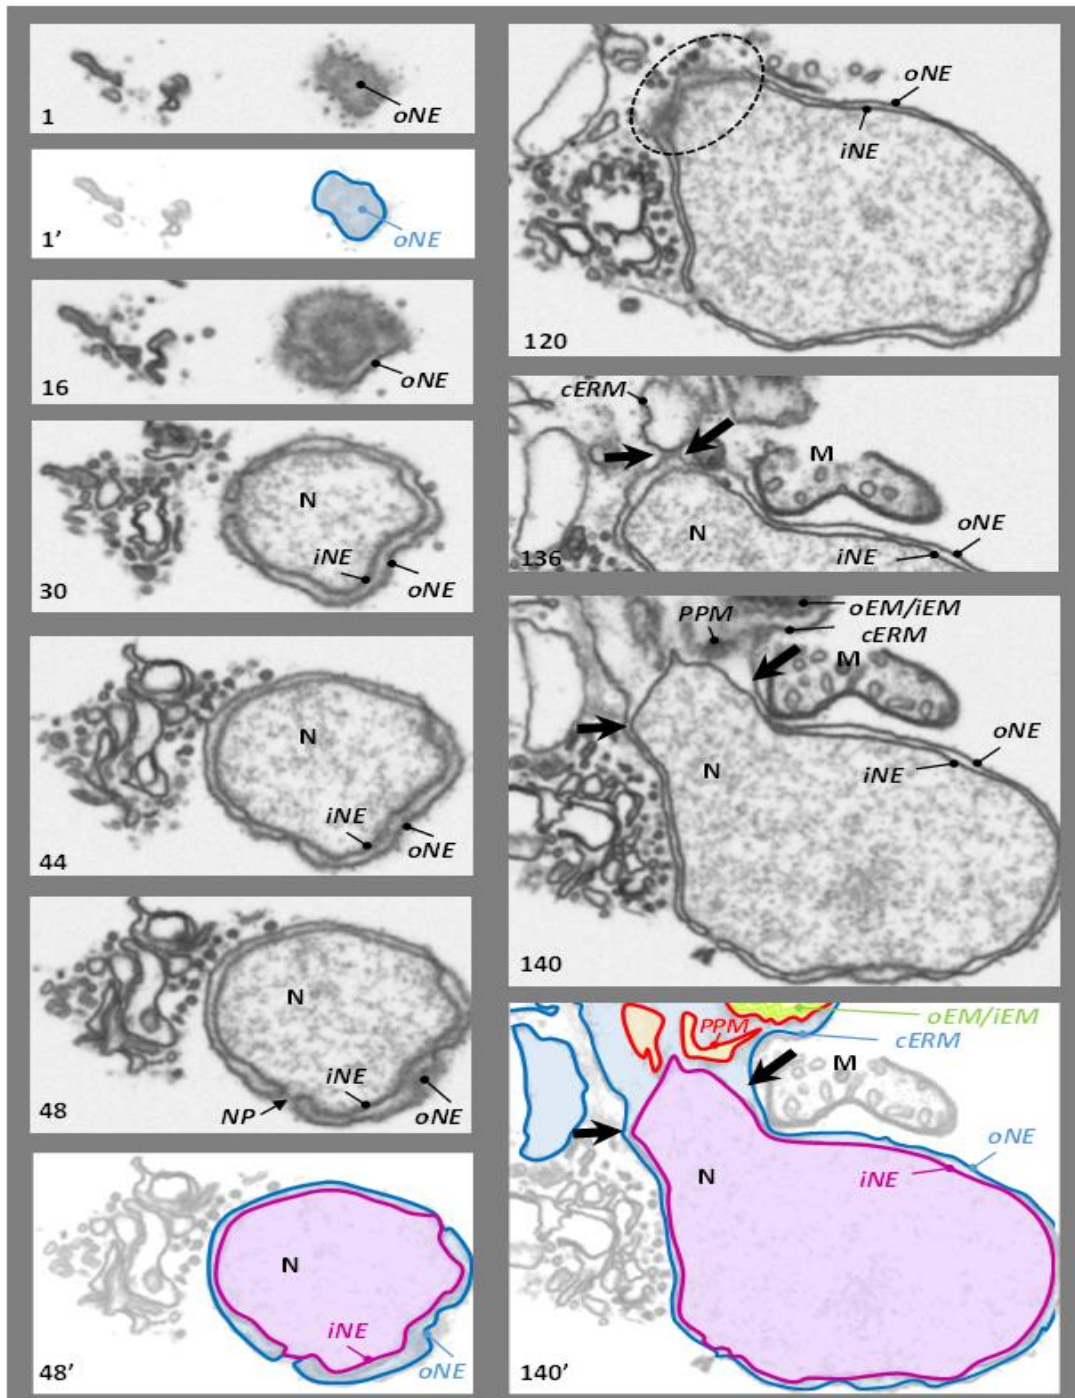 oNE
1
oNE
1’
oNE
16
N
iNE
oNE
30
N
iNE
oNE
44
N
iNE
oNE
NP
48
N
iNE
oNE
48’
oNE
iNE
120
cERM
M
N
oNE
iNE
136
oEM/iEM
PPM
cERM
M
oNE
iNE
N
140
oEM/iEM
PPM
cERM
M
oNE
iNE
N
140’